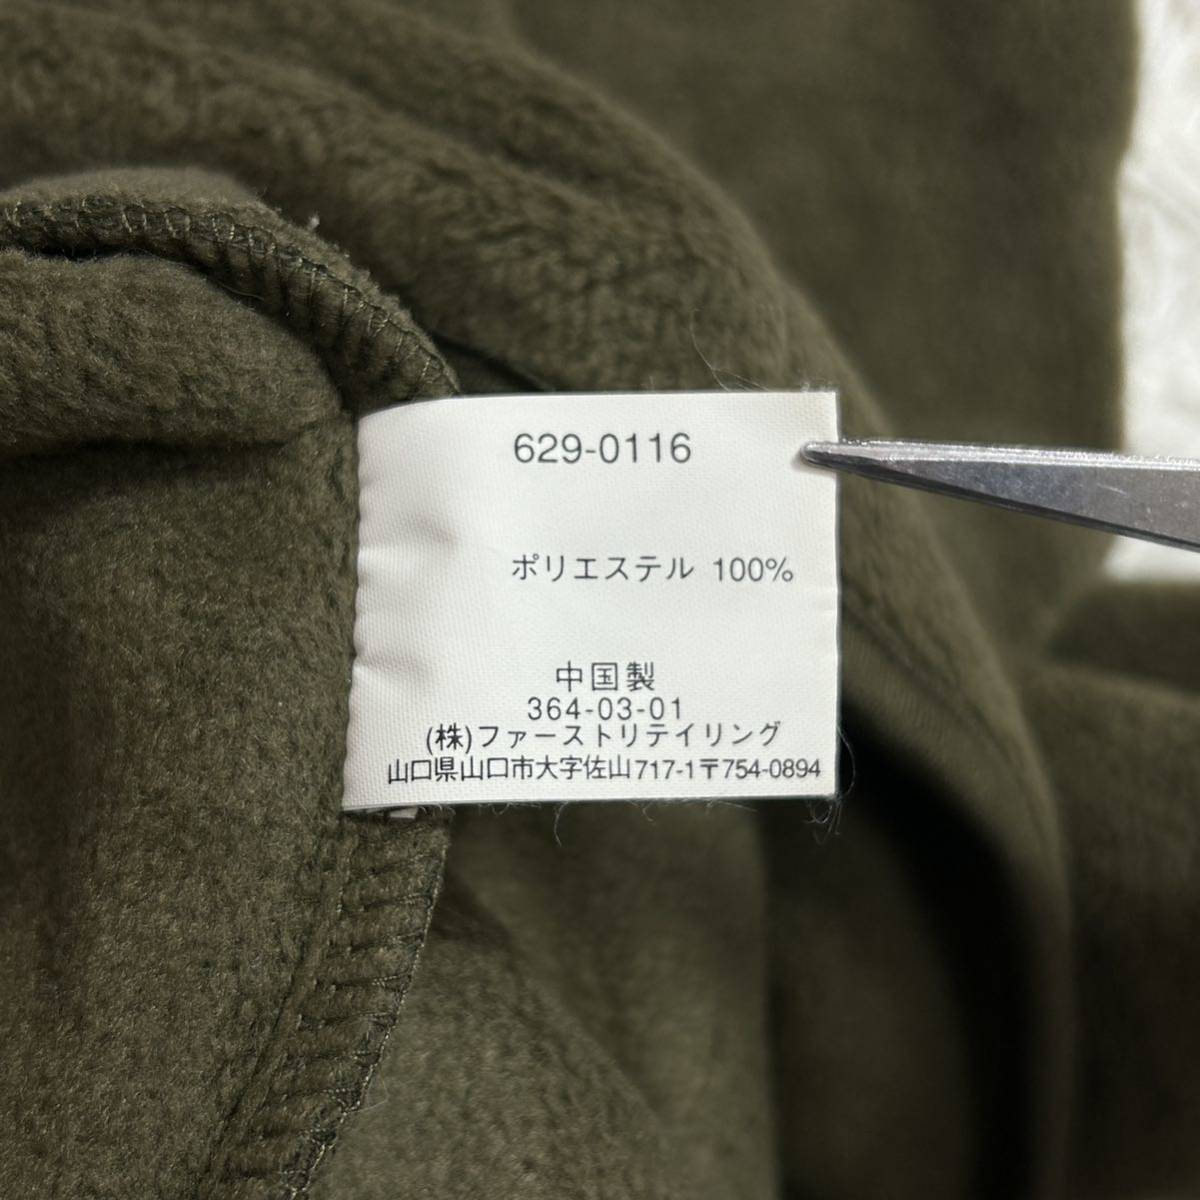 629-0116
ポリエステル 100%
中国製
364-03-01
(株)ファーストリテイリング
山口県山口市大字佐山717-1〒754-0894